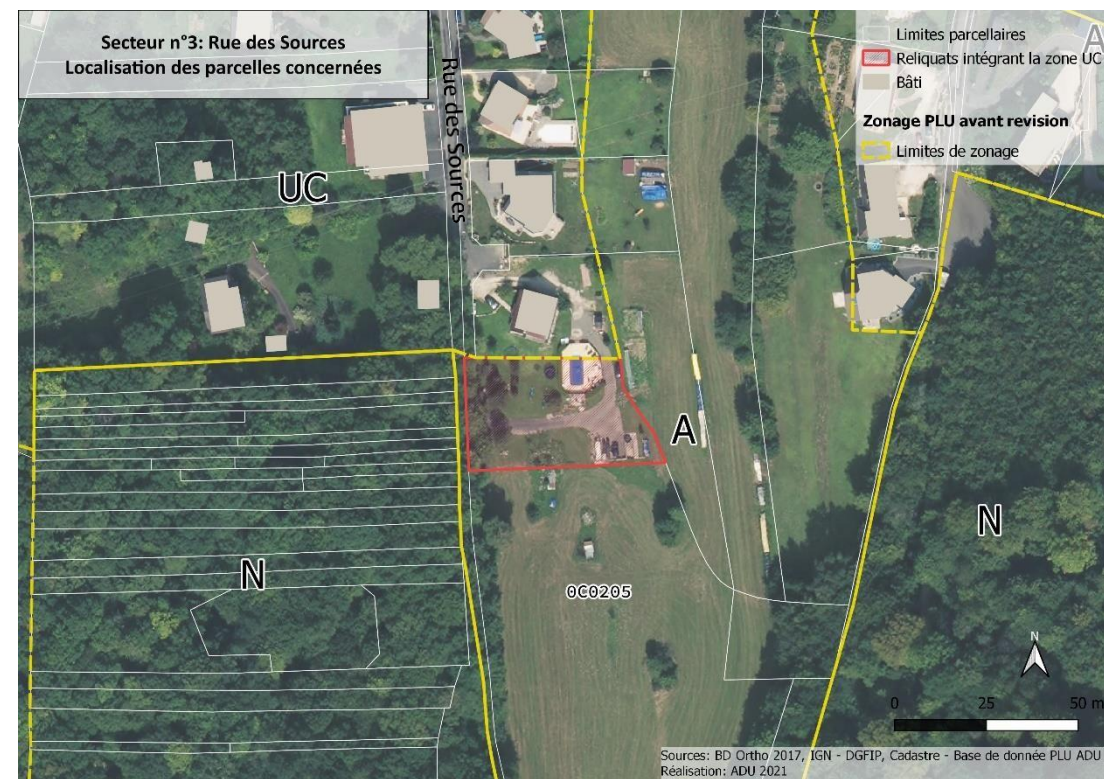 Secteur n°3: Rue des Sources
Localisation des parcelles concernées
Limites parcellaires
Reliquats intégrant la zone UC
Bâti
Zonage PLU avant revision
Limites de zonage
A
Rue des Sources
UC
A
N
N
0C0205
N
0 25 50 m
Sources: BD Ortho 2017, IGN - DGFIP, Cadastre - Base de donnée PLU ADU
Réalisation: ADU 2021